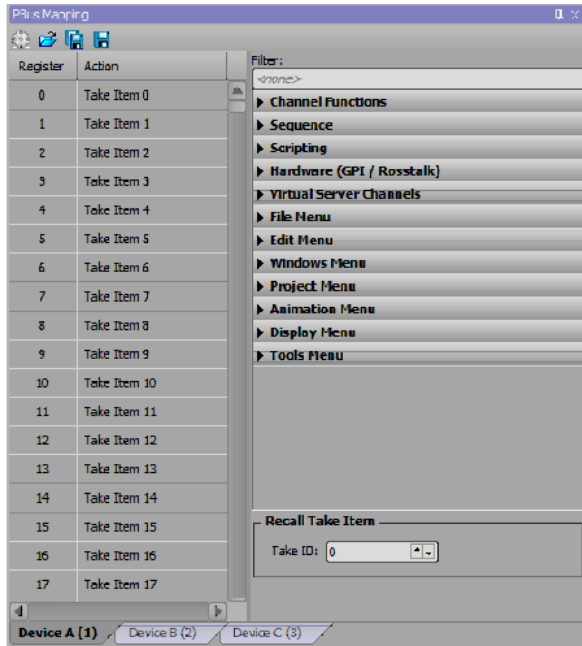 PBus Mapping
Register Action
0 Take Item 0
1 Take Item 1
2 Take Item 2
3 Take Item 3
4 Take Item 4
5 Take Item 5
6 Take Item 6
7 Take Item 7
8 Take Item 8
9 Take Item 9
10 Take Item 10
11 Take Item 11
12 Take Item 12
13 Take Item 13
14 Take Item 14
15 Take Item 15
16 Take Item 16
17 Take Item 17
Filter:
<none>
Channel Functions
Sequence
Scripting
Hardware (GPI / Rosstalk)
Virtual Server Channels
File Menu
Edit Menu
Windows Menu
Project Menu
Animation Menu
Display Menu
Tools Menu
Recall Take Item
Take ID: 0
Device A (1) Device B (2) Device C (3)